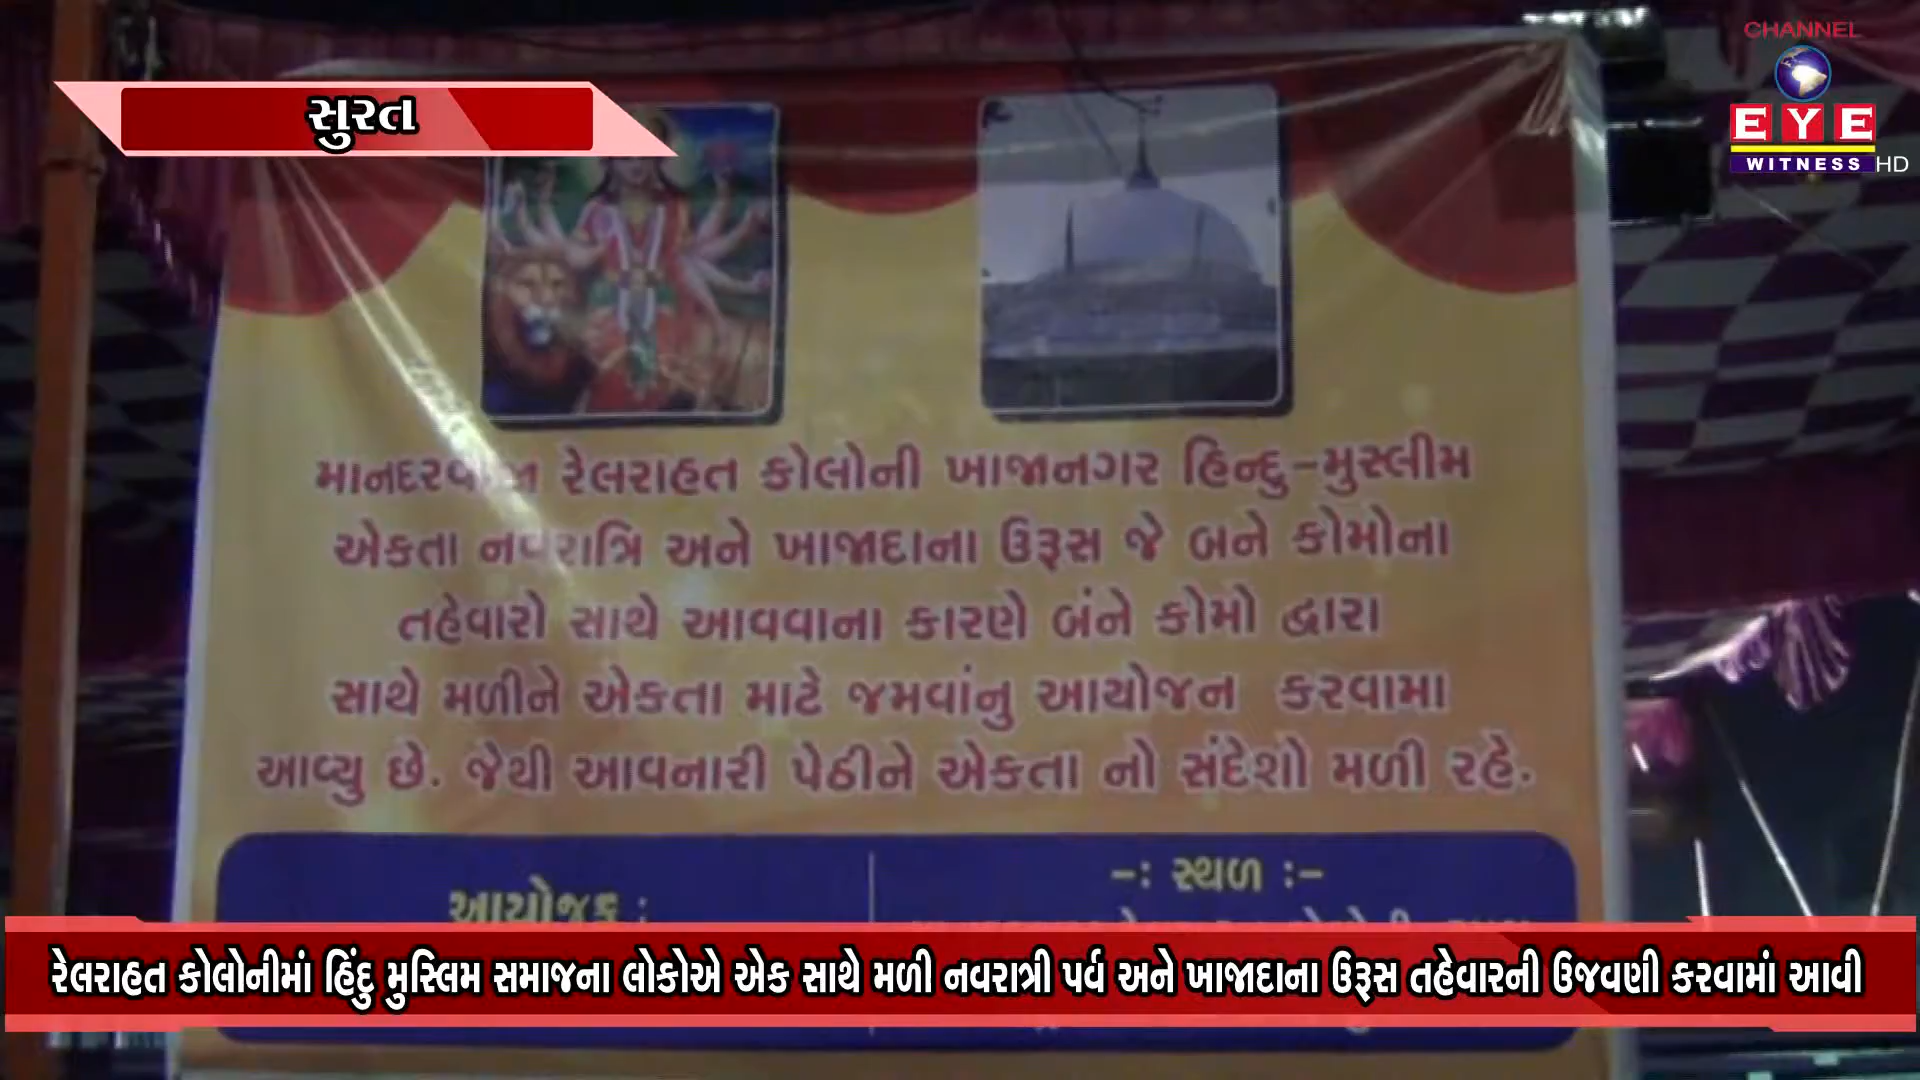 CHANNEL
EYE
WITNESS HD
સુરત
માનદરવાજા રેલરાહત કોલોની ખાજાનગર હિન્દુ-મુસ્લીમ
એકતા નવરાત્રિ અને ખાજાદાના ઉરૂસ જે બને કોમોના
તહેવારો સાથે આવવાના કારણે બંને કોમો દ્વારા
સાથે મળીને એકતા માટે જમવાંનુ આયોજન કરવામા
આવ્યુ છે. જેથી આવનારી પેઠીને એકતા નો સંદેશો મળી રહે.
આયોજક :
-: સ્થળ :-
રેલરાહત કોલોનીમાં હિંદુ મુસ્લિમ સમાજના લોકોએ એક સાથે મળી નવરાત્રી પર્વ અને ખાજાદાના ઉરૂસ તહેવારની ઉજવણી કરવામાં આવી